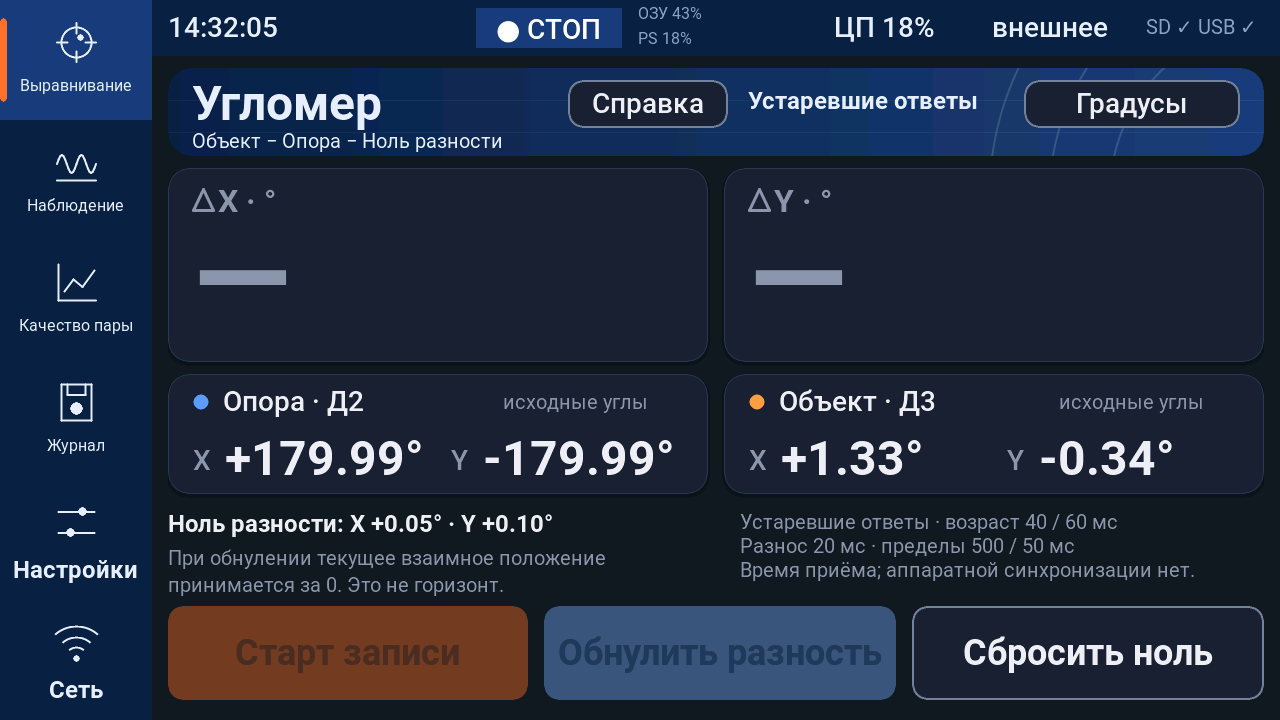 14:32:05
СТОП
ОЗУ 43%
PS 18%
ЦП 18%
внешнее
SD ✓ USB ✓
Выравнивание
Наблюдение
Качество пары
Журнал
Настройки
Сеть
Угломер
Объект − Опора − Ноль разности
Справка
Устаревшие ответы
Градусы
ΔX · °
—
ΔY · °
—
Опора · Д2
исходные углы
X +179.99° Y -179.99°
Объект · Д3
исходные углы
X +1.33° Y -0.34°
Ноль разности: X +0.05° · Y +0.10°
При обнулении текущее взаимное положение
принимается за 0. Это не горизонт.
Устаревшие ответы · возраст 40 / 60 мс
Разнос 20 мс · пределы 500 / 50 мс
Время приёма; аппаратной синхронизации нет.
Старт записи
Обнулить разность
Сбросить ноль